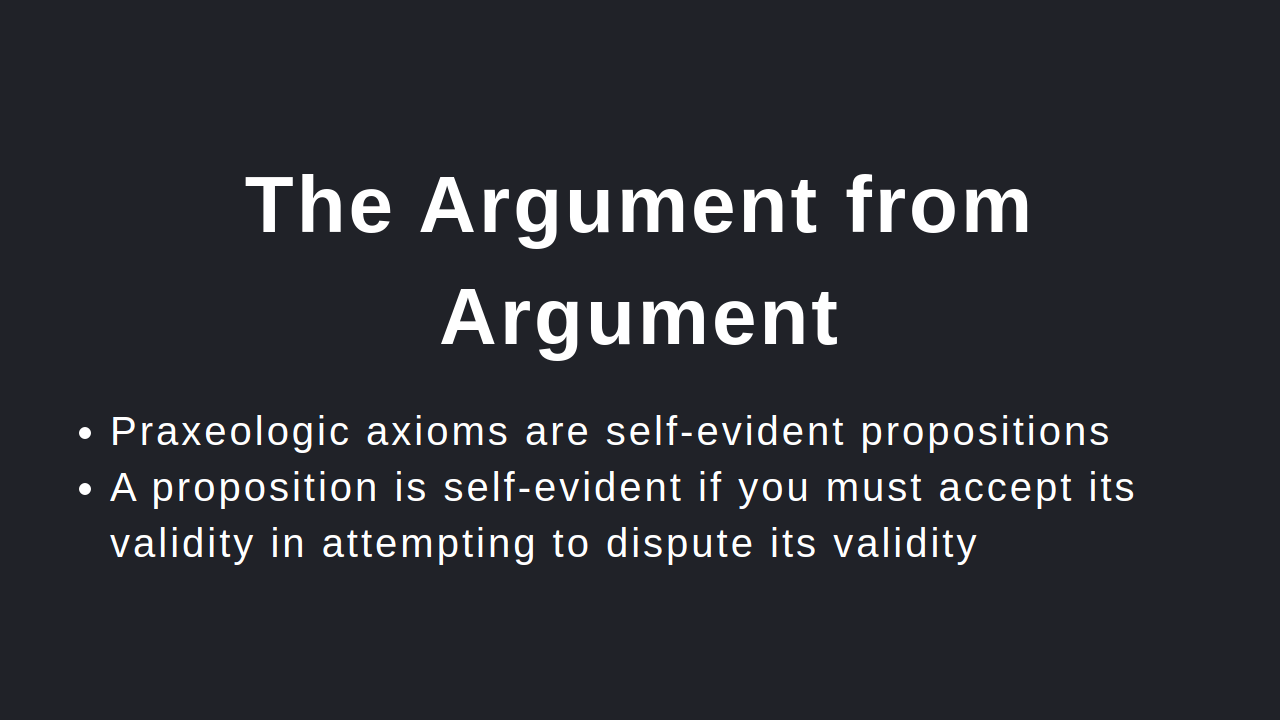 The Argument from
Argument
• Praxeologic axioms are self-evident propositions
• A proposition is self-evident if you must accept its
validity in attempting to dispute its validity